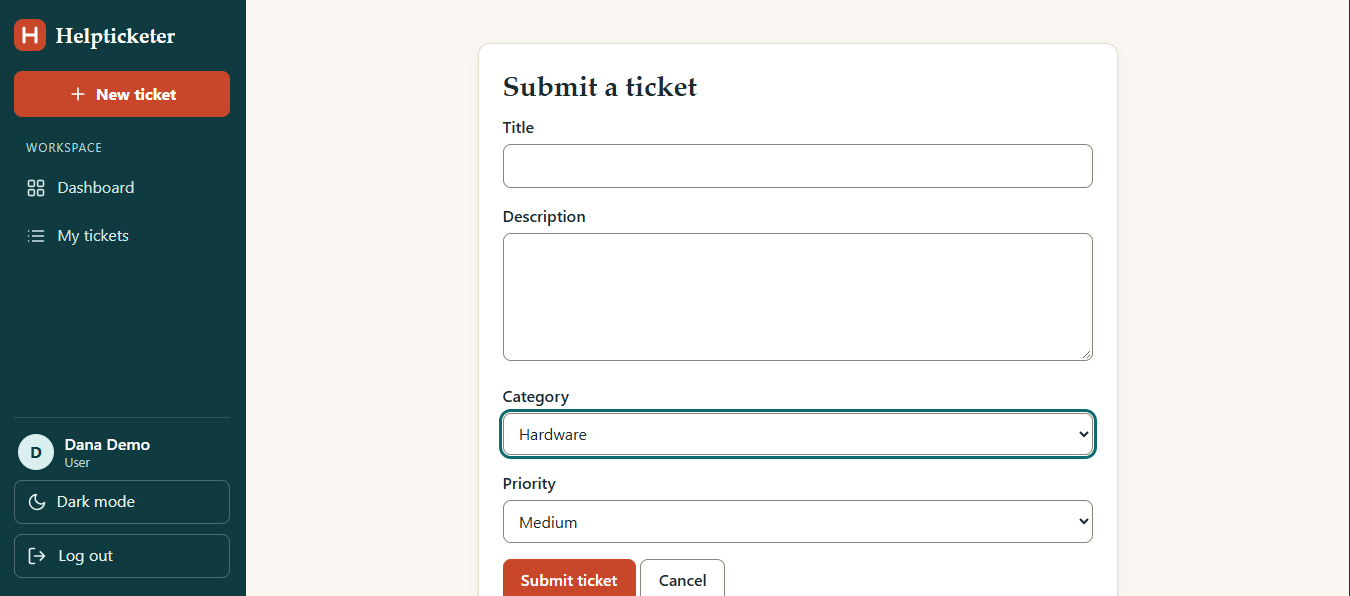 H Helpticketer
+ New ticket
WORKSPACE
Dashboard
My tickets
D
Dana Demo
User
Dark mode
Log out
Submit a ticket
Title
Description
Category
Hardware
Priority
Medium
Submit ticket
Cancel